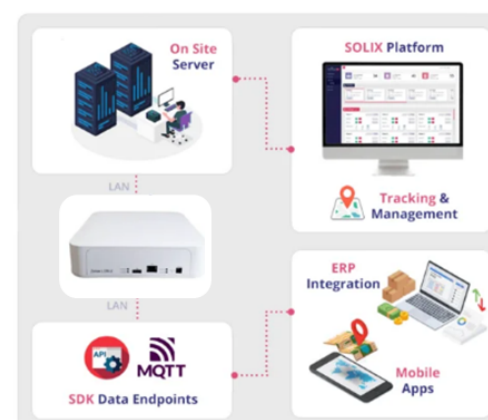 On Site
Server
SOLIX Platform
Tracking &
Management
LAN
LAN
API
MQTT
SDK Data Endpoints
ERP
Integration
Mobile
Apps